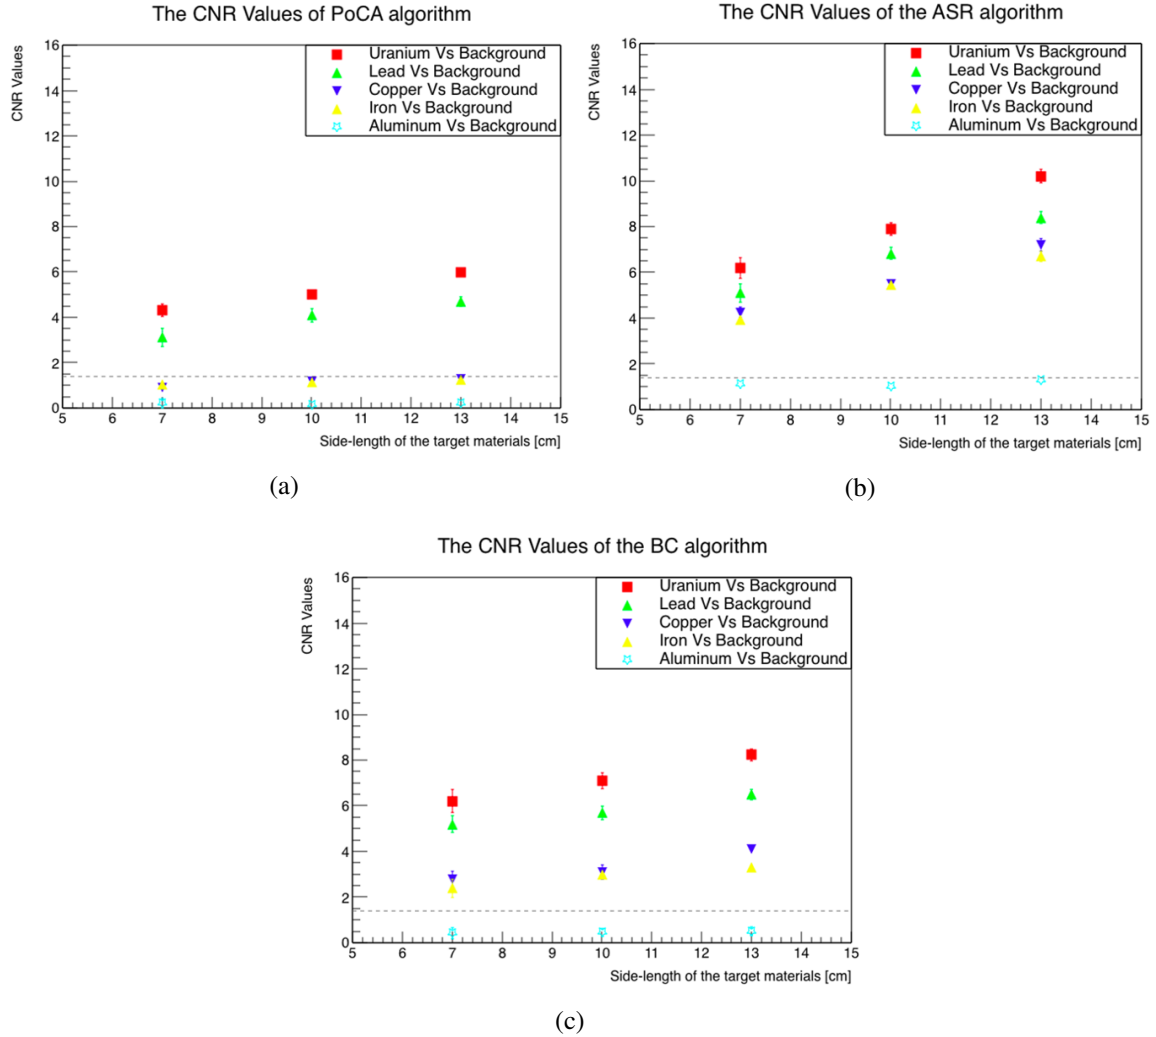 The CNR Values of PoCA algorithm
CNR Values
16
14
12
10
8
6
4
2
0
Uranium Vs Background
Lead Vs Background
Copper Vs Background
Iron Vs Background
Aluminum Vs Background
5 6 7 8 9 10 11 12 13 14 15
Side-length of the target materials [cm]
(a)
The CNR Values of the ASR algorithm
CNR Values
16
14
12
10
8
6
4
2
0
Uranium Vs Background
Lead Vs Background
Copper Vs Background
Iron Vs Background
Aluminum Vs Background
5 6 7 8 9 10 11 12 13 14 15
Side-length of the target materials [cm]
(b)
The CNR Values of the BC algorithm
CNR Values
16
14
12
10
8
6
4
2
0
Uranium Vs Background
Lead Vs Background
Copper Vs Background
Iron Vs Background
Aluminum Vs Background
5 6 7 8 9 10 11 12 13 14 15
Side-length of the target materials [cm]
(c)